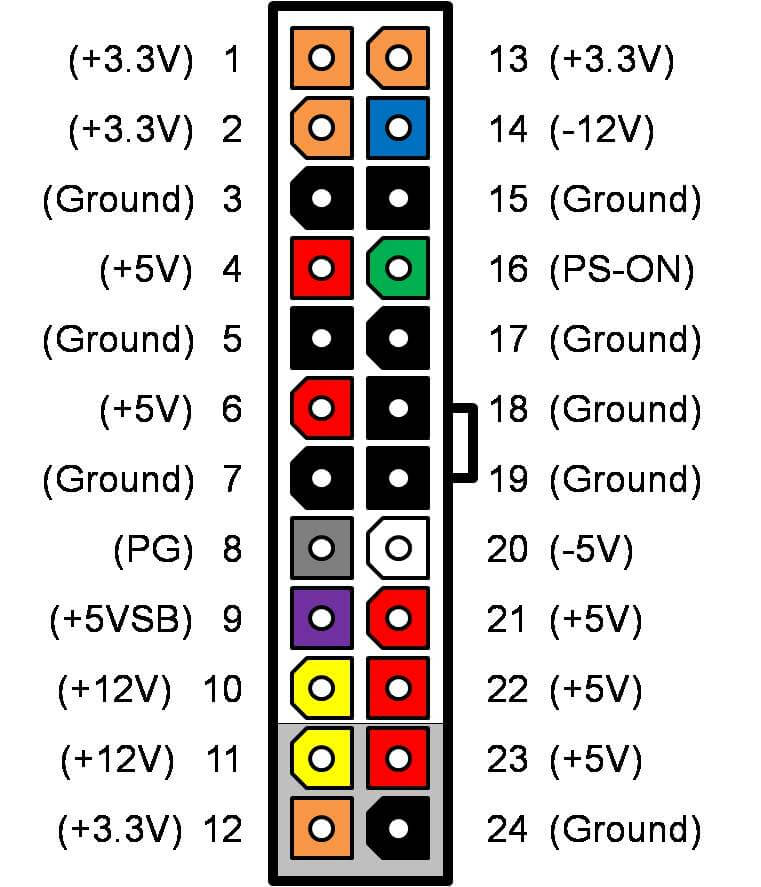 (+3.3V) 1 13 (+3.3V)
(+3.3V) 2 14 (-12V)
(Ground) 3 15 (Ground)
(+5V) 4 16 (PS-ON)
(Ground) 5 17 (Ground)
(+5V) 6 18 (Ground)
(Ground) 7 19 (Ground)
(PG) 8 20 (-5V)
(+5VSB) 9 21 (+5V)
(+12V) 10 22 (+5V)
(+12V) 11 23 (+5V)
(+3.3V) 12 24 (Ground)